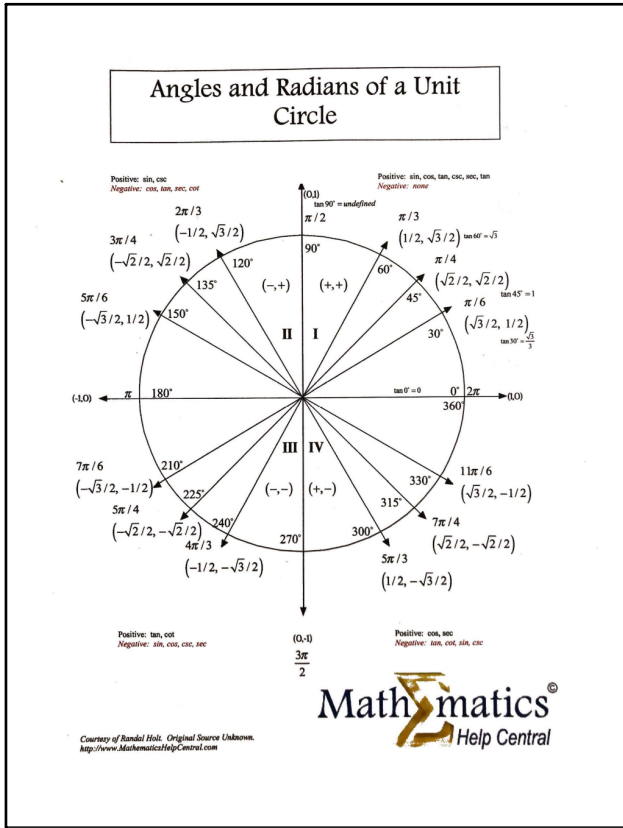 Angles and Radians of a Unit
Circle
Positive: sin, csc
Negative: cos, tan, sec, cot
Positive: sin, cos, tan, csc, sec, tan
Negative: none
(0,1)
tan 90° = undefined
π/2
90°
2π/3
(-1/2, √3/2)
120°
3π/4
(-√2/2, √2/2)
135°
5π/6
(-√3/2, 1/2)
150°
π/3
(1/2, √3/2) tan 60° = √3
60°
π/4
(√2/2, √2/2)
45°
tan 45° = 1
π/6
(√3/2, 1/2)
30°
tan 30° = √3/3
(-,+) (+,+)
II I
(-1,0) π 180°
tan 0° = 0 0° 2π (1,0)
360°
III IV
(-,-) (+,-)
210°
7π/6
(-√3/2, -1/2)
225°
5π/4
(-√2/2, -√2/2)
240°
4π/3
(-1/2, -√3/2)
270°
330°
11π/6
(√3/2, -1/2)
315°
7π/4
(√2/2, -√2/2)
300°
5π/3
(1/2, -√3/2)
Positive: tan, cot
Negative: sin, cos, csc, sec
(0,-1)
3π/2
Positive: cos, sec
Negative: tan, cot, sin, csc
MathΣmatics©
Help Central
Courtesy of Randal Holt. Original Source Unknown.
http://www.MathematicsHelpCentral.com